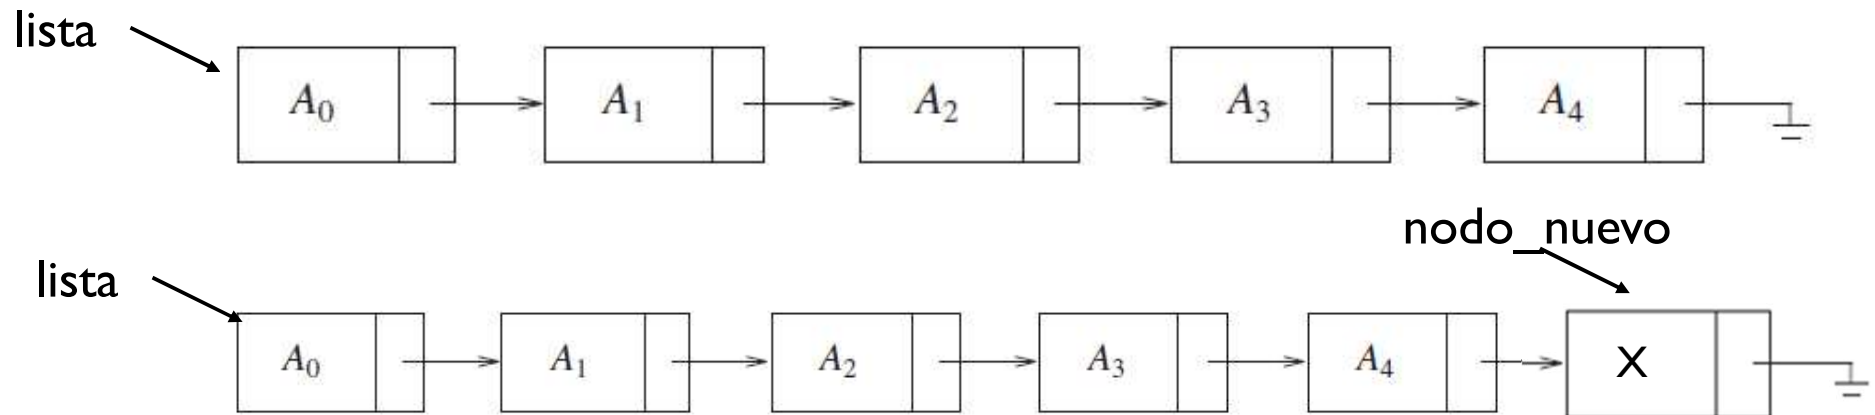 lista
A₀ A₁ A₂ A₃ A₄
nodo_nuevo
lista
A₀ A₁ A₂ A₃ A₄ X